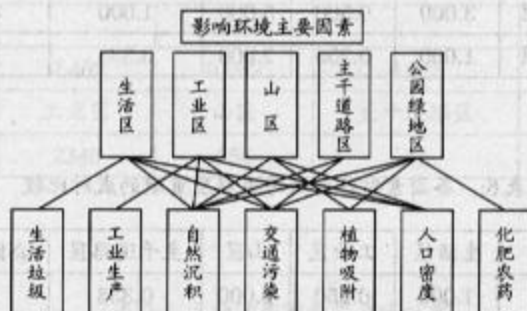 影响环境主要因素
生活区
工业区
山区
主干道路区
公园绿地区
生活垃圾
工业生产
自然沉积
交通污染
植物吸附
人口密度
化肥农药